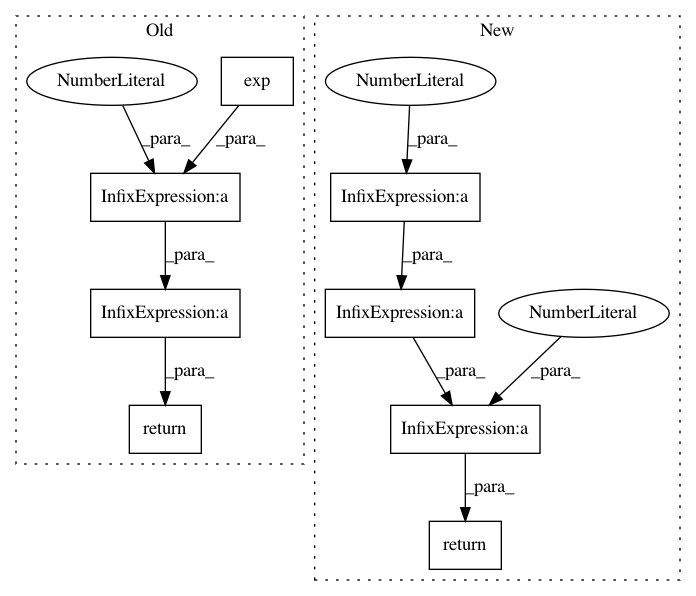 Old
New
NumberLiteral
exp
NumberLiteral
_para_
_para_
_para_
InfixExpression:a
InfixExpression:a
_para_
_para_
InfixExpression:a
InfixExpression:a
NumberLiteral
_para_
_para_
_para_
return
InfixExpression:a
_para_
return